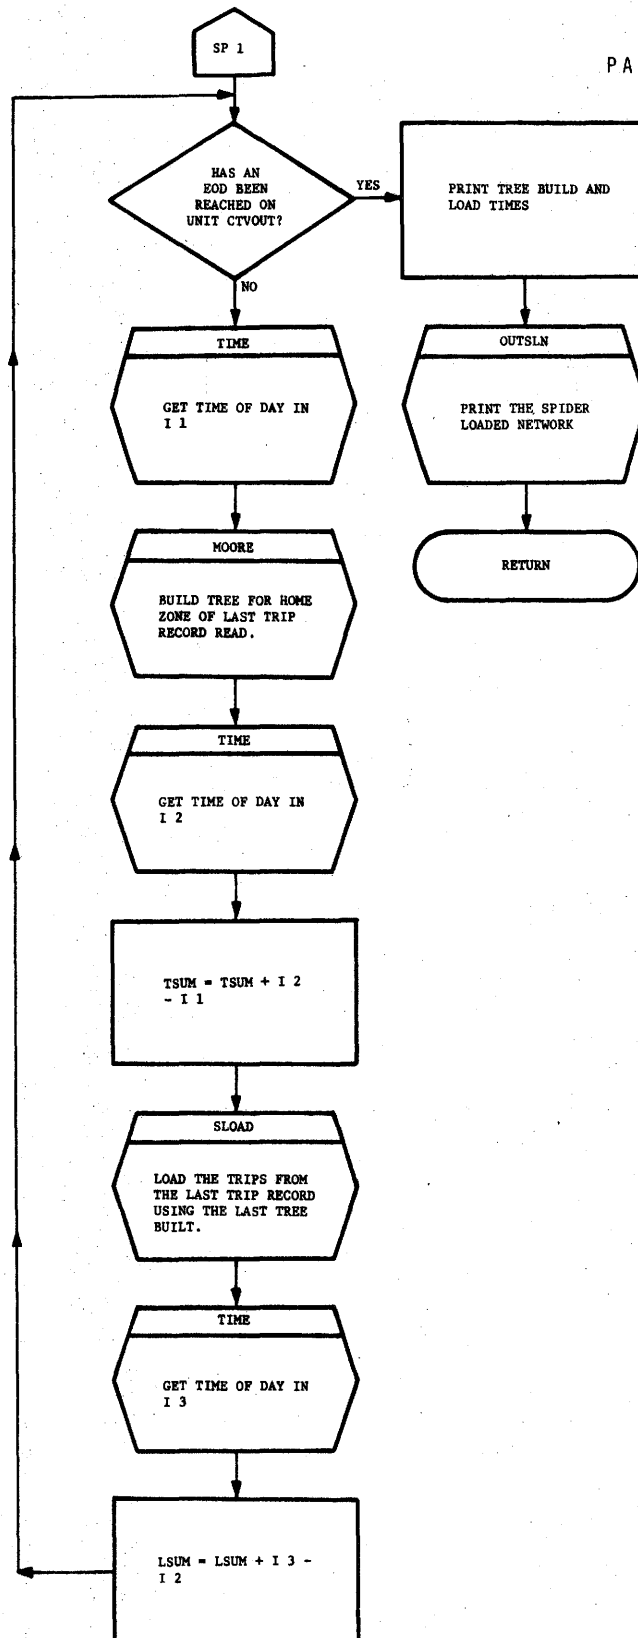 SP 1
PA
HAS AN
EOD BEEN
REACHED ON
UNIT CTVOUT?
YES
PRINT TREE BUILD AND
LOAD TIMES
NO
TIME
GET TIME OF DAY IN
I 1
OUTSLN
PRINT THE SPIDER
LOADED NETWORK
MOORE
BUILD TREE FOR HOME
ZONE OF LAST TRIP
RECORD READ.
RETURN
TIME
GET TIME OF DAY IN
I 2
TSUM = TSUM + I 2
- I 1
SLOAD
LOAD THE TRIPS FROM
THE LAST TRIP RECORD
USING THE LAST TREE
BUILT.
TIME
GET TIME OF DAY IN
I 3
LSUM = LSUM + I 3 -
I 2